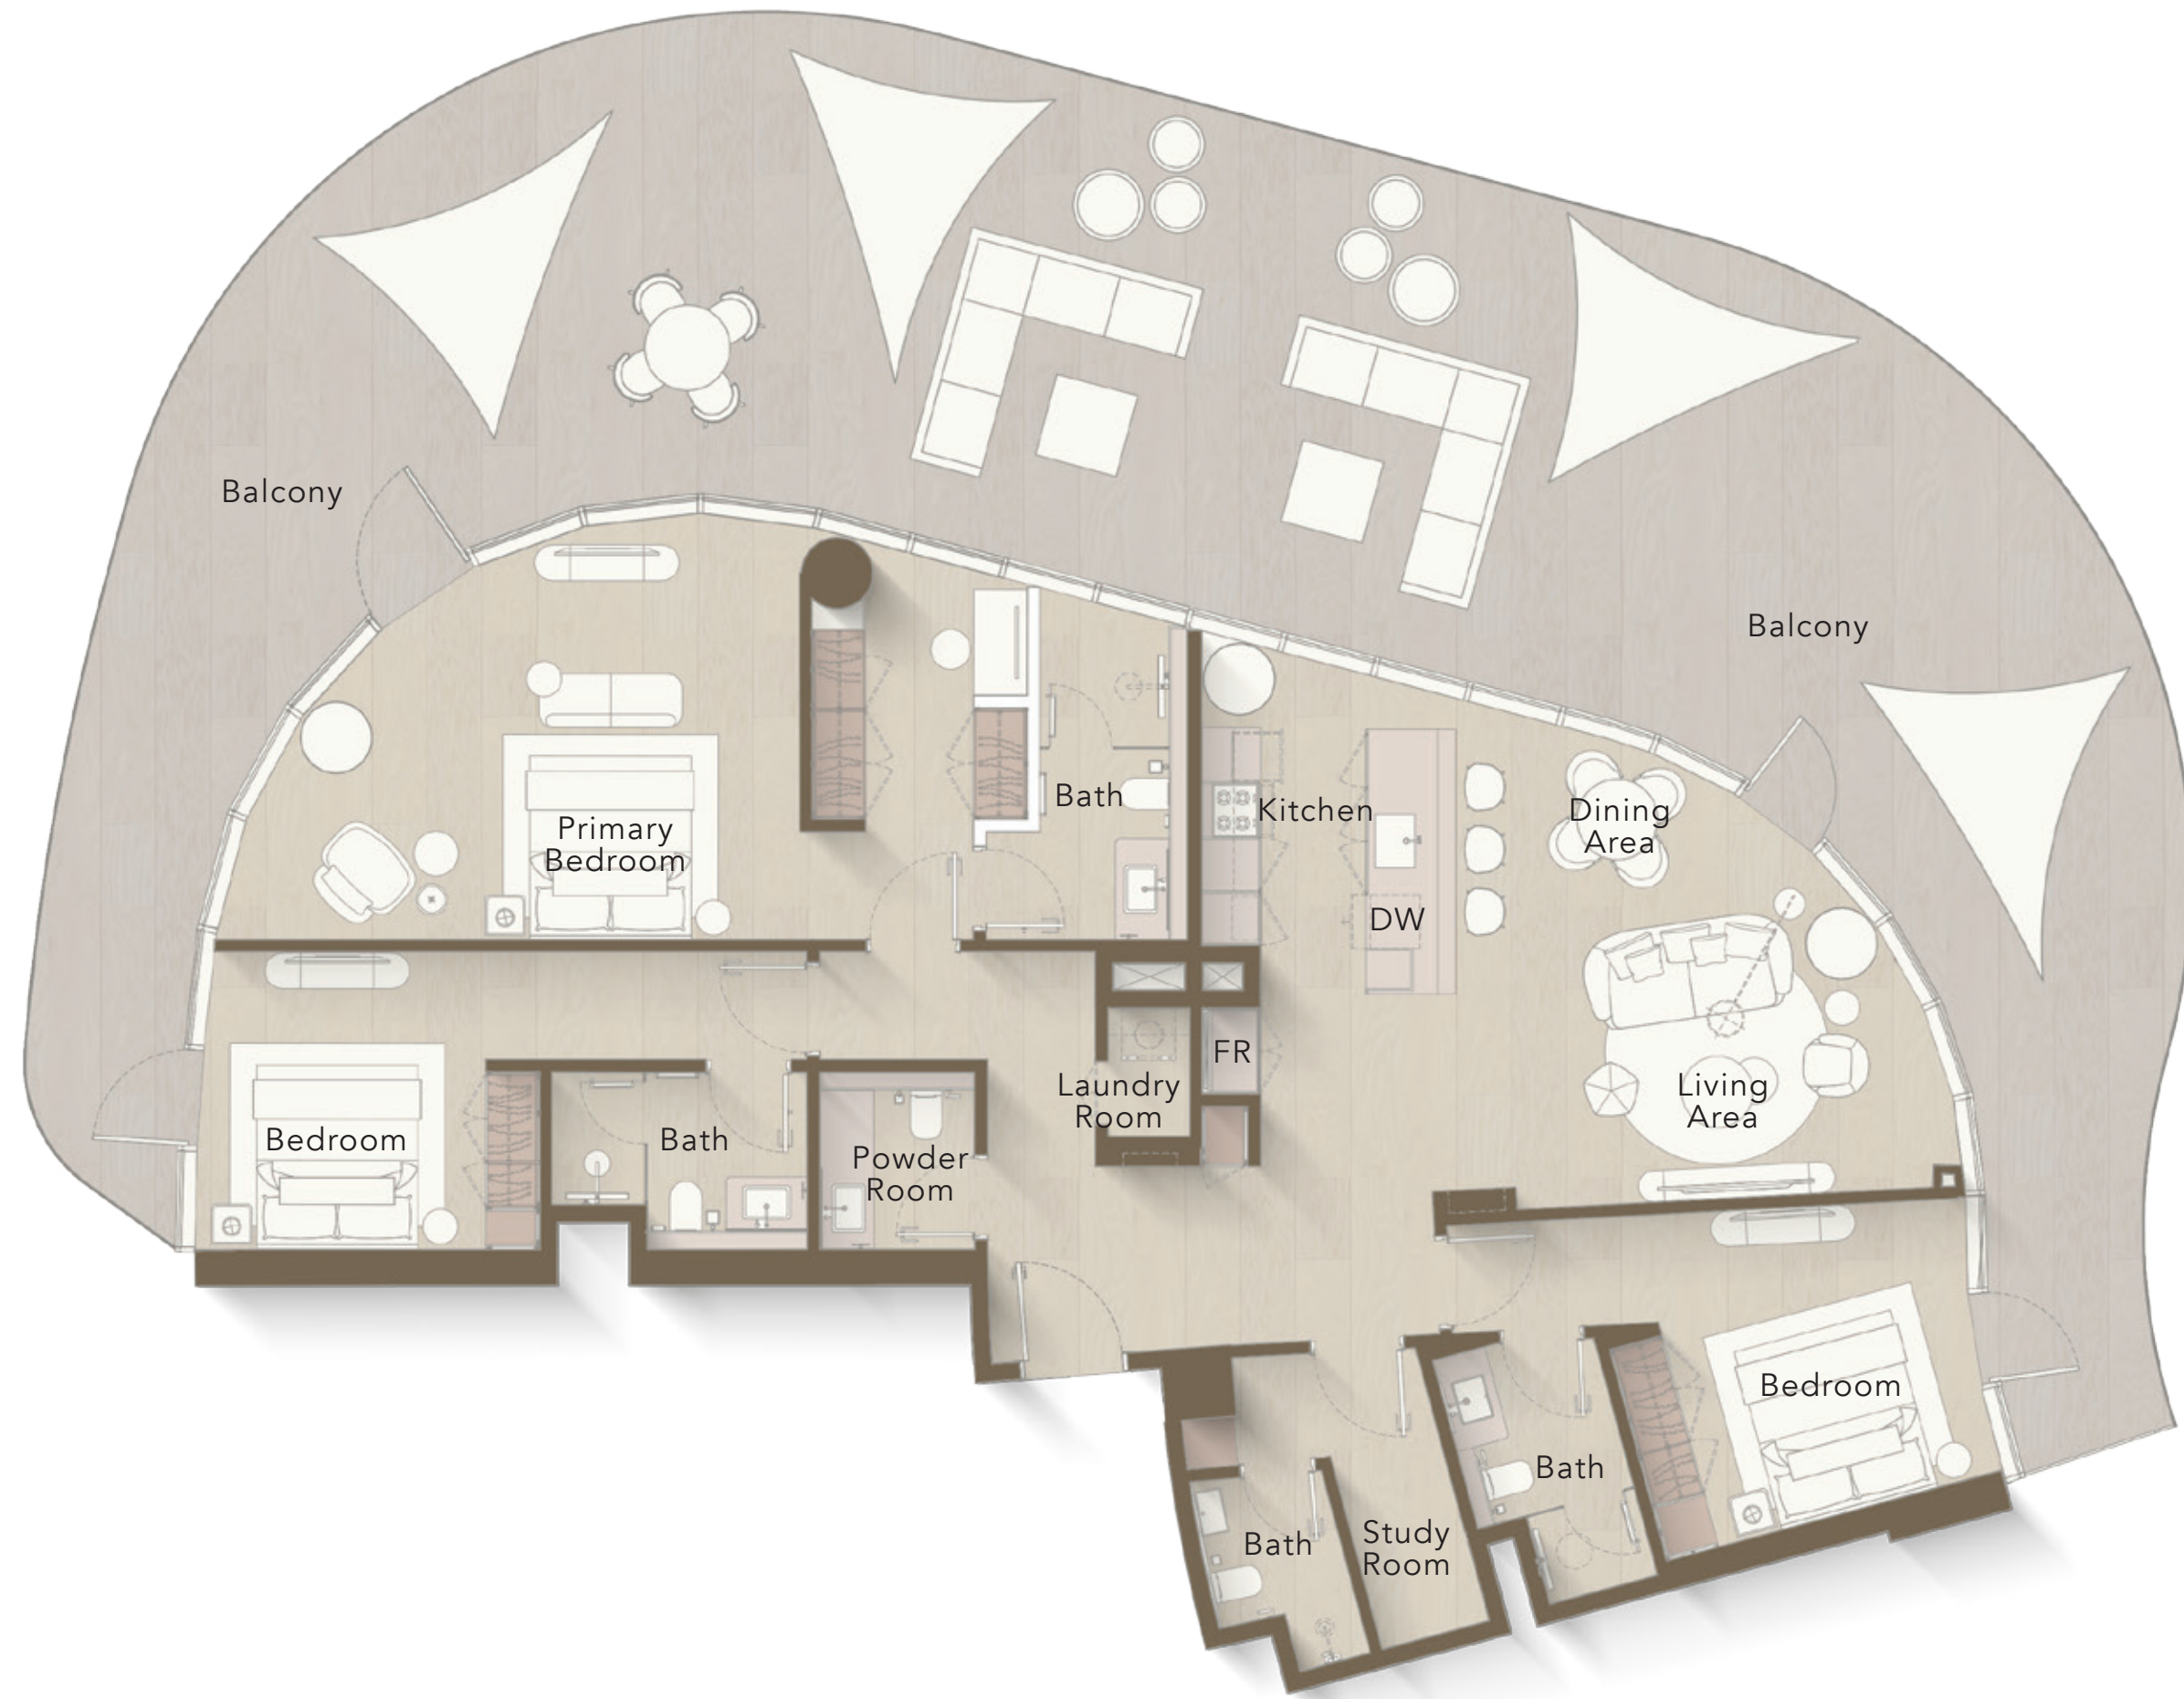 Balcony
Balcony
Primary
Bedroom
Bath
Kitchen
Dining
Area
DW
FR
Laundry
Room
Living
Area
Bedroom
Bath
Powder
Room
Bedroom
Bath
Bath
Study
Room